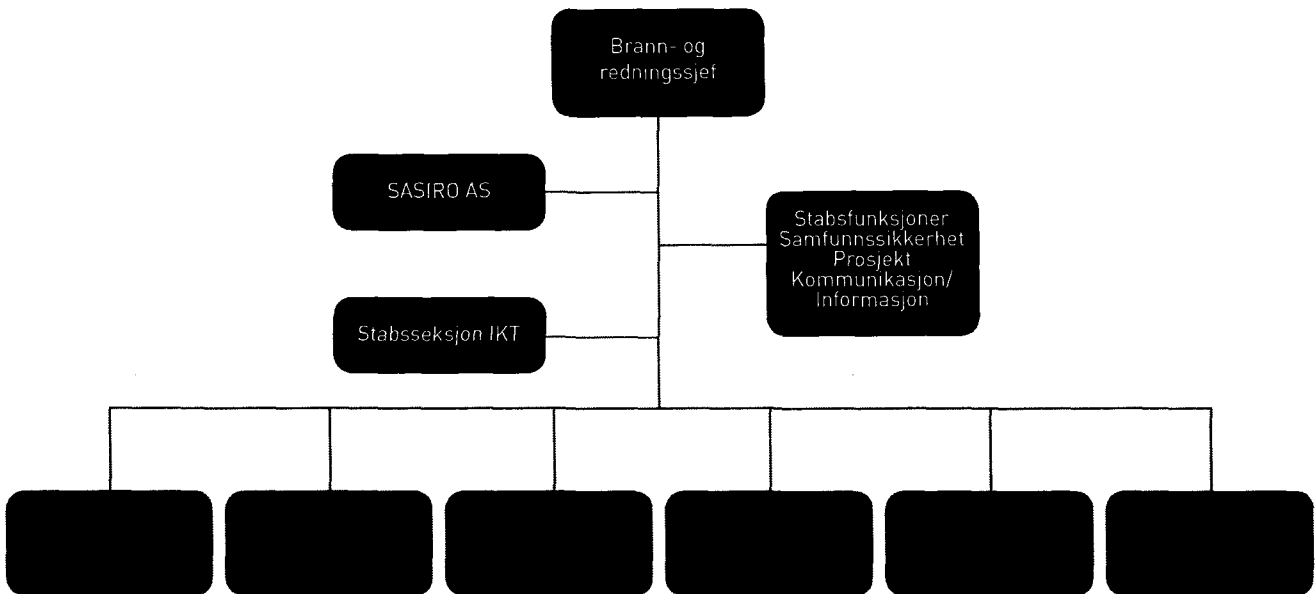 Brann- og
redningssjef
SASIRO AS
Stabsfunksjoner
Samfunnssikkerhet
Prosjekt
Kommunikasjon/
Informasjon
Stabsseksjon IKT